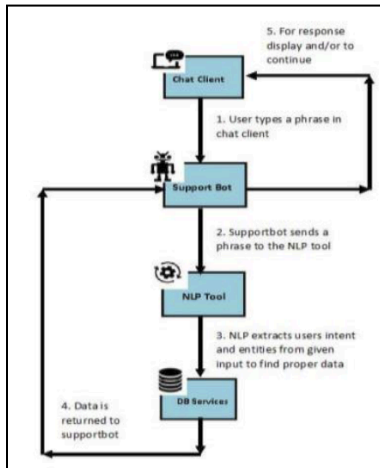 5. For response
display and/or to
continue
Chat Client
1. User types a phrase in
chat client
Support Bot
2. Supportbot sends a
phrase to the NLP tool
NLP Tool
3. NLP extracts users intent
and entities from given
input to find proper data
DB Services
4. Data is
returned to
supportbot